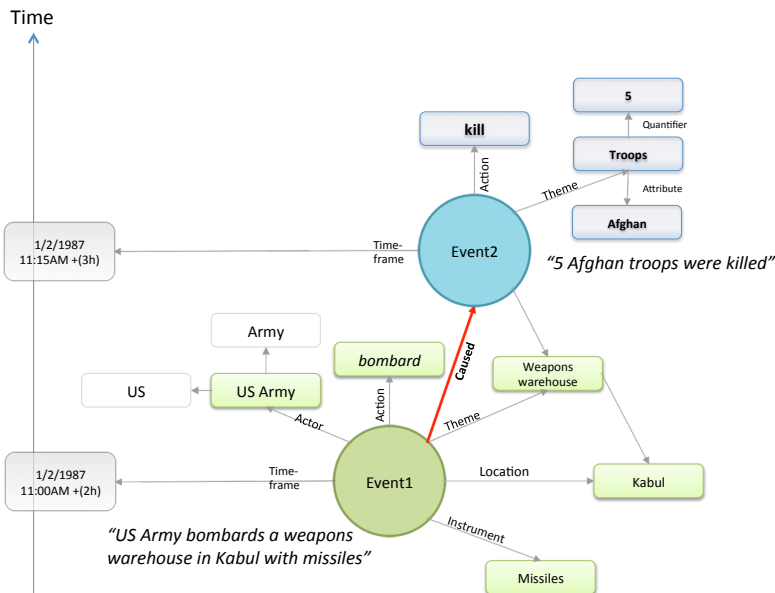 Time
5
Quantifier
kill
Troops
Action
Theme
Attribute
Afghan
1/2/1987
11:15AM +(3h)
Time-
frame
Event2
“5 Afghan troops were killed”
Army
bombard
Caused
Weapons
warehouse
US
US Army
Action
Theme
Actor
1/2/1987
11:00AM +(2h)
Time-
frame
Event1
Location
Kabul
“US Army bombards a weapons
warehouse in Kabul with missiles”
Instrument
Missiles